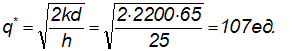 q* = √(2kd/h) = √(2·2200·65/25) = 107ед.